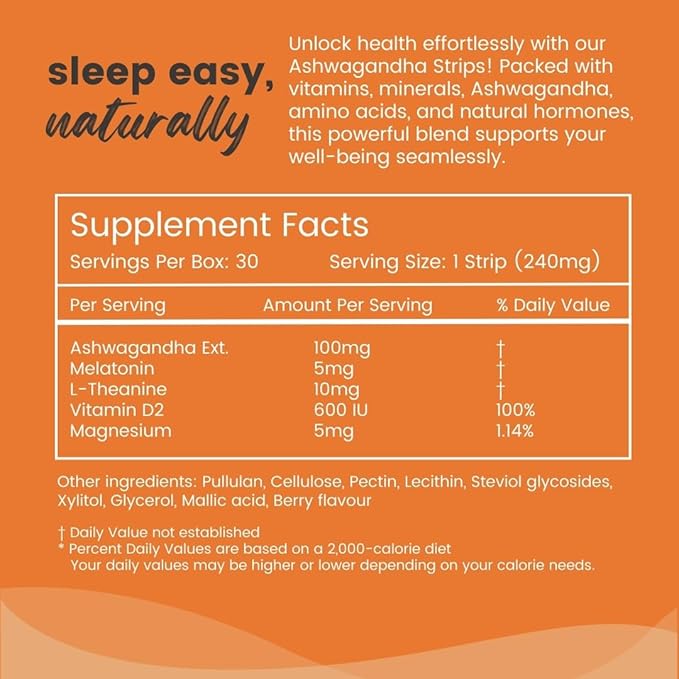 sleep easy,
naturally
Unlock health effortlessly with our
Ashwagandha Strips! Packed with
vitamins, minerals, Ashwagandha,
amino acids, and natural hormones,
this powerful blend supports your
well-being seamlessly.
Supplement Facts
Servings Per Box: 30 Serving Size: 1 Strip (240mg)
Per Serving Amount Per Serving % Daily Value
Ashwagandha Ext. 100mg †
Melatonin 5mg †
L-Theanine 10mg †
Vitamin D2 600 IU 100%
Magnesium 5mg 1.14%
Other ingredients: Pullulan, Cellulose, Pectin, Lecithin, Steviol glycosides,
Xylitol, Glycerol, Mallic acid, Berry flavour
† Daily Value not established
* Percent Daily Values are based on a 2,000-calorie diet
Your daily values may be higher or lower depending on your calorie needs.